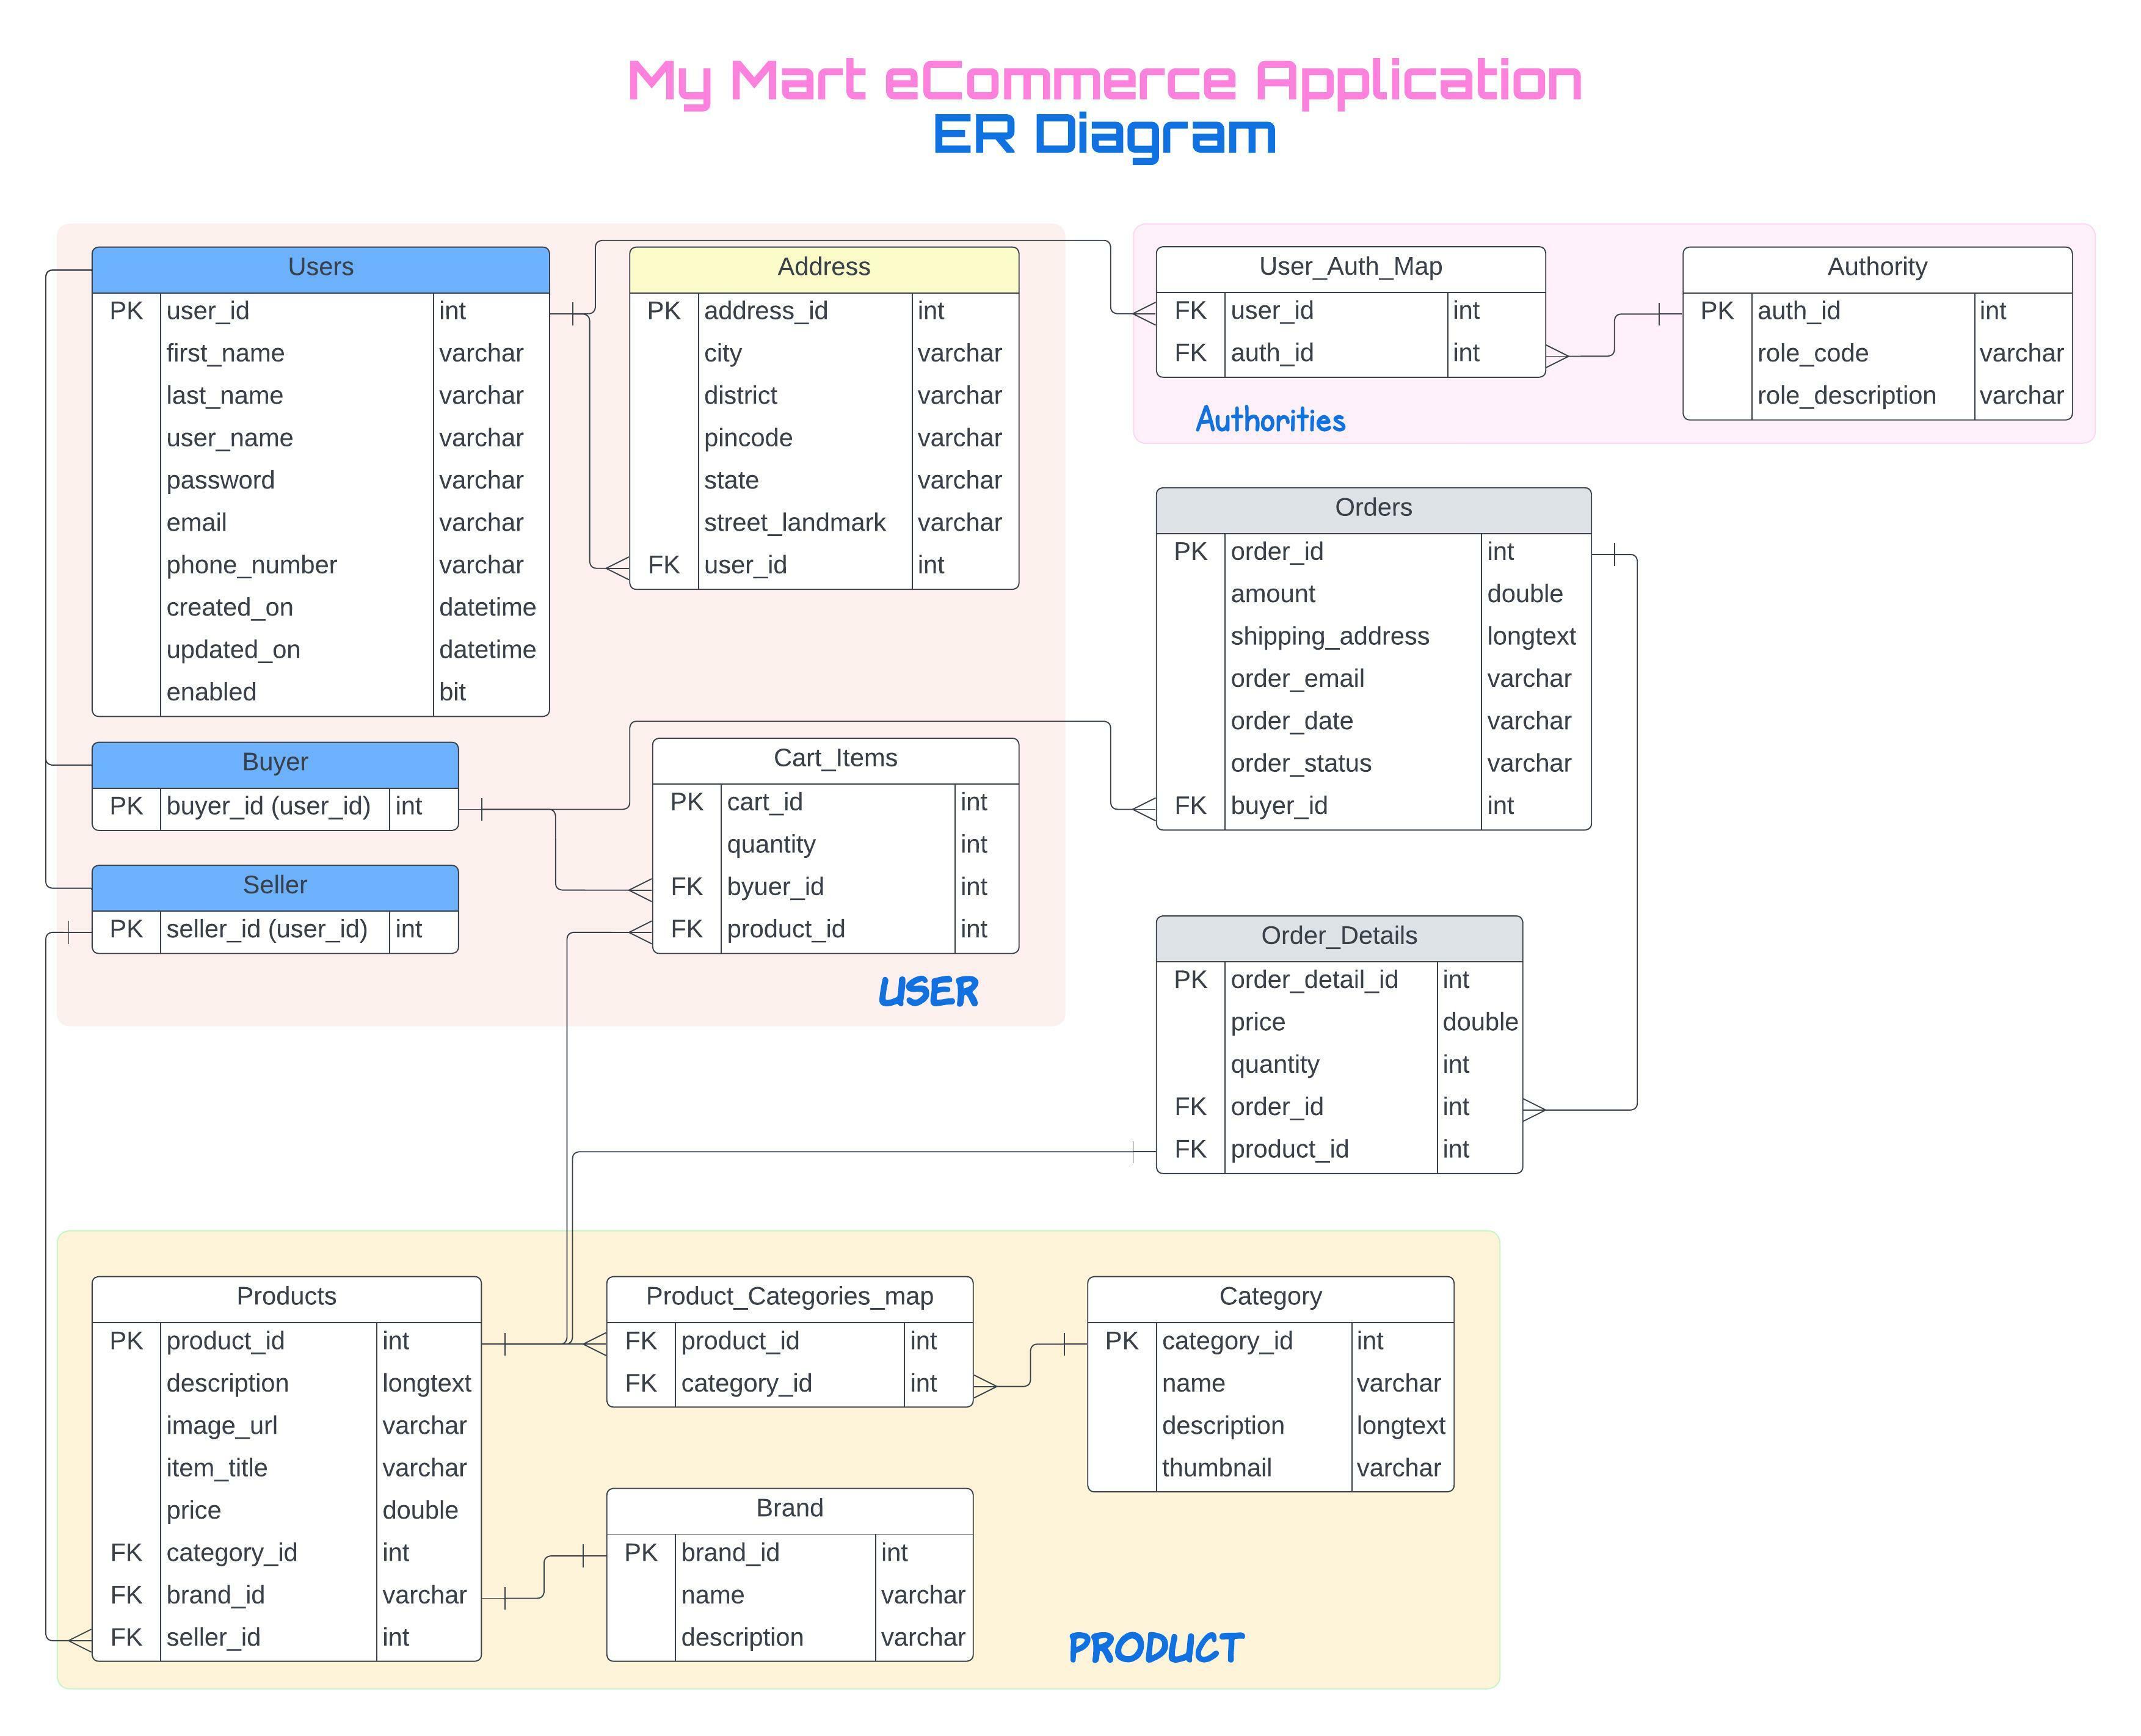 My Mart eCommerce Application
ER Diagram
Users
PK user_id int
first_name varchar
last_name varchar
user_name varchar
password varchar
email varchar
phone_number varchar
created_on datetime
updated_on datetime
enabled bit
Address
PK address_id int
city varchar
district varchar
pincode varchar
state varchar
street_landmark varchar
FK user_id int
User_Auth_Map
FK user_id int
FK auth_id int
Authority
PK auth_id int
role_code varchar
role_description varchar
Authorities
Orders
PK order_id int
amount double
shipping_address longtext
order_email varchar
order_date varchar
order_status varchar
FK buyer_id int
Buyer
PK buyer_id (user_id) int
Seller
PK seller_id (user_id) int
Cart_Items
PK cart_id int
quantity int
FK byuer_id int
FK product_id int
USER
Order_Details
PK order_detail_id int
price double
quantity int
FK order_id int
FK product_id int
Products
PK product_id int
description longtext
image_url varchar
item_title varchar
price double
FK category_id int
FK brand_id varchar
FK seller_id int
Product_Categories_map
FK product_id int
FK category_id int
Category
PK category_id int
name varchar
description longtext
thumbnail varchar
Brand
PK brand_id int
name varchar
description varchar
PRODUCT